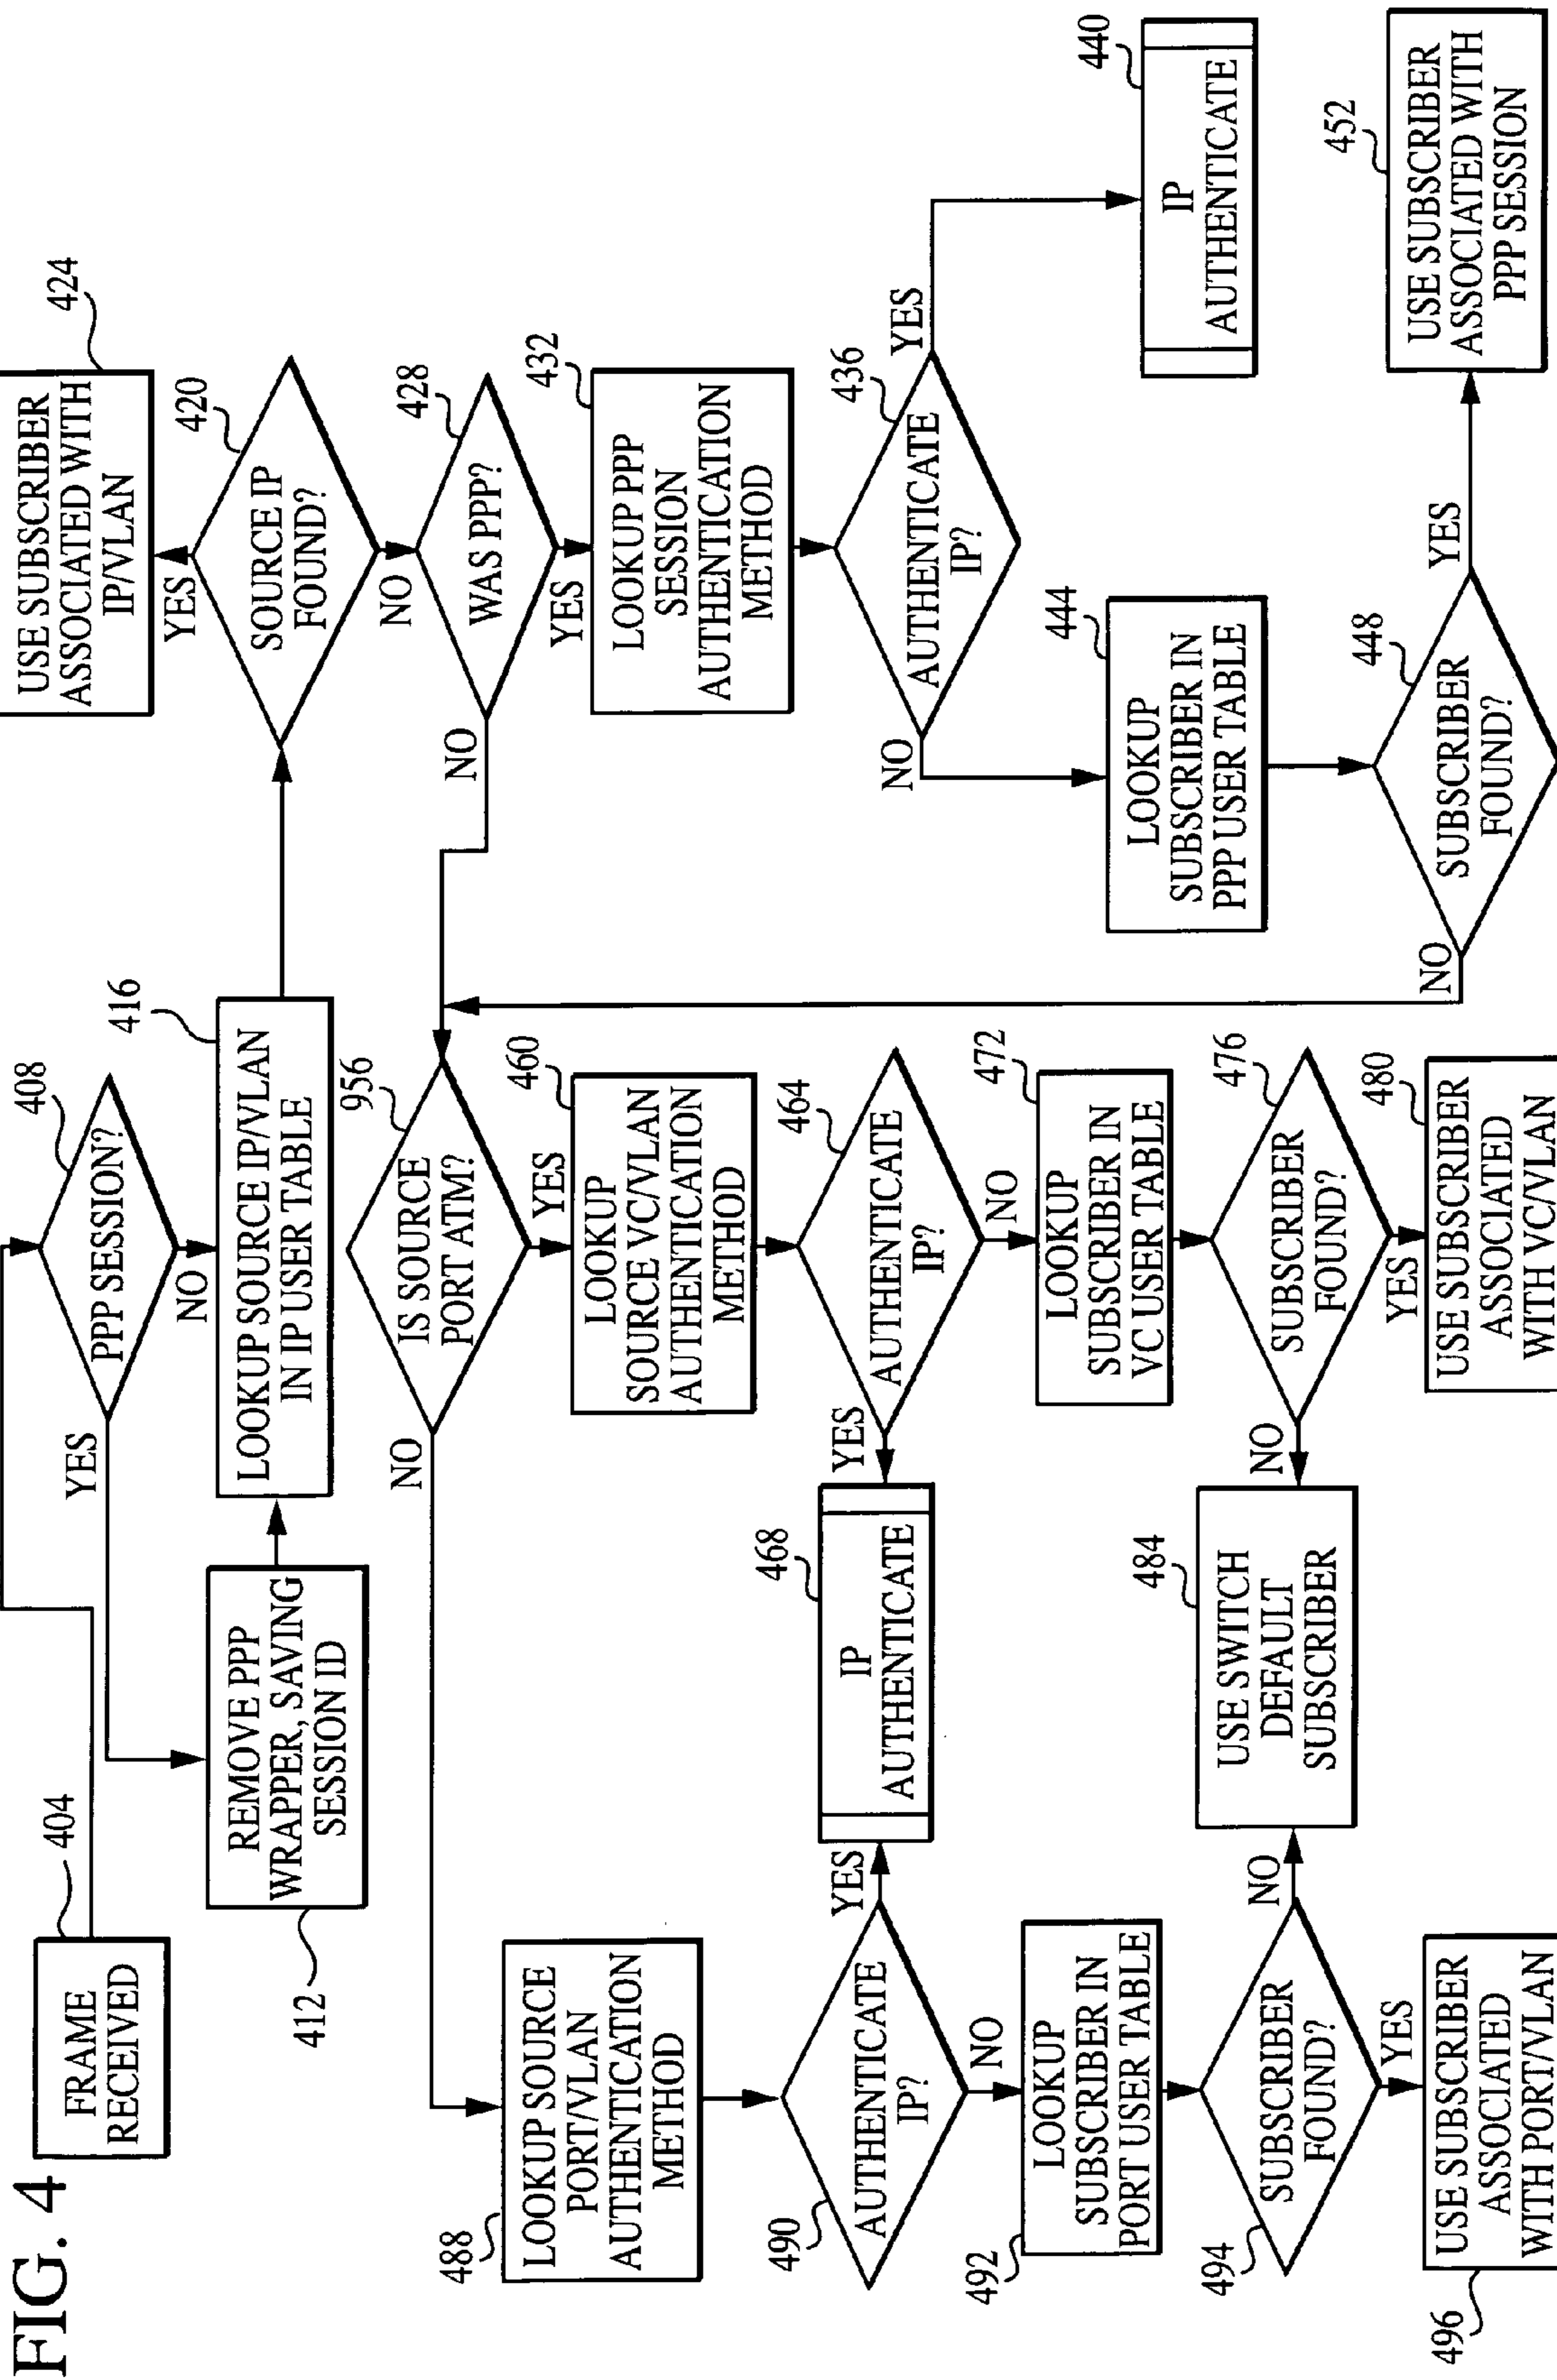 FIG. 4
FRAME
RECEIVED
404
PPP SESSION?
408
YES
NO
REMOVE PPP
WRAPPER, SAVING
SESSION ID
412
LOOKUP SOURCE IP/VLAN
IN IP USER TABLE
416
SOURCE IP
FOUND?
420
YES
NO
USE SUBSCRIBER
ASSOCIATED WITH
IP/VLAN
424
WAS PPP?
428
NO
YES
LOOKUP PPP
SESSION
AUTHENTICATION
METHOD
432
AUTHENTICATE
IP?
436
YES
NO
IP
AUTHENTICATE
440
LOOKUP
SUBSCRIBER IN
PPP USER TABLE
444
SUBSCRIBER
FOUND?
448
YES
NO
USE SUBSCRIBER
ASSOCIATED WITH
PPP SESSION
452
IS SOURCE
PORT ATM?
956
NO
YES
LOOKUP
SOURCE VC/VLAN
AUTHENTICATION
METHOD
460
AUTHENTICATE
IP?
464
YES
NO
IP
AUTHENTICATE
468
LOOKUP
SUBSCRIBER IN
VC USER TABLE
472
SUBSCRIBER
FOUND?
476
NO
YES
USE SUBSCRIBER
ASSOCIATED
WITH VC/VLAN
480
USE SWITCH
DEFAULT
SUBSCRIBER
484
LOOKUP SOURCE
PORT/VLAN
AUTHENTICATION
METHOD
488
AUTHENTICATE
IP?
490
YES
NO
LOOKUP
SUBSCRIBER IN
PORT USER TABLE
492
SUBSCRIBER
FOUND?
494
NO
YES
USE SUBSCRIBER
ASSOCIATED
WITH PORT/VLAN
496